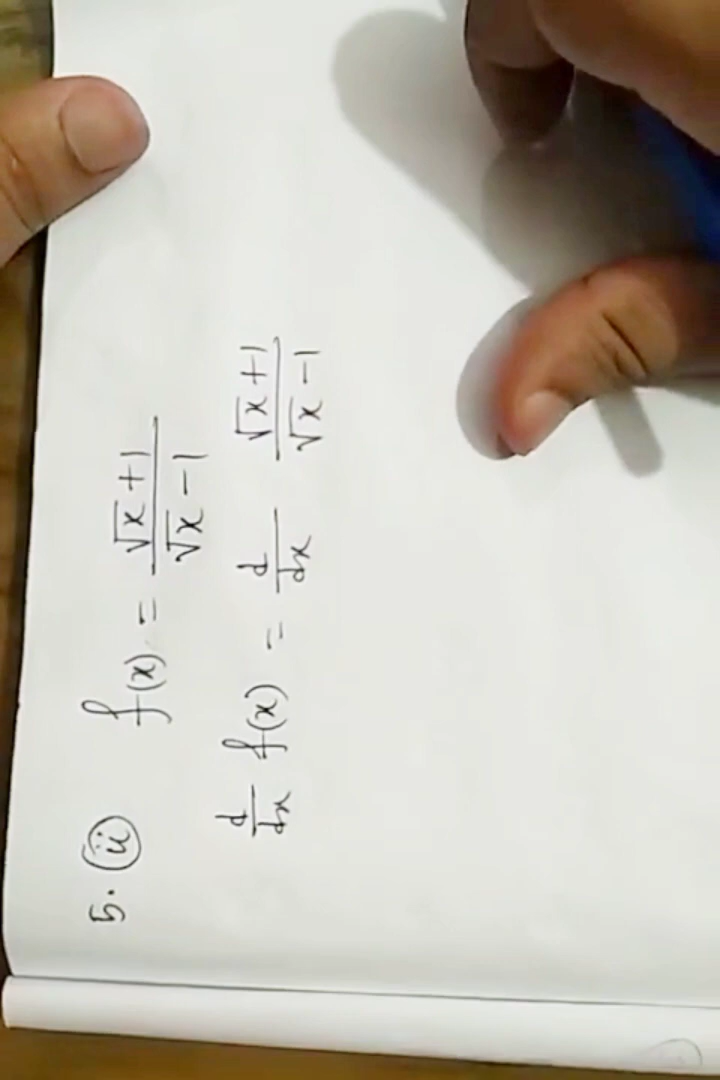 5. (ii) f(x) = (√x + 1)/(√x − 1)
d/dx f(x) = d/dx (√x + 1)/(√x − 1)